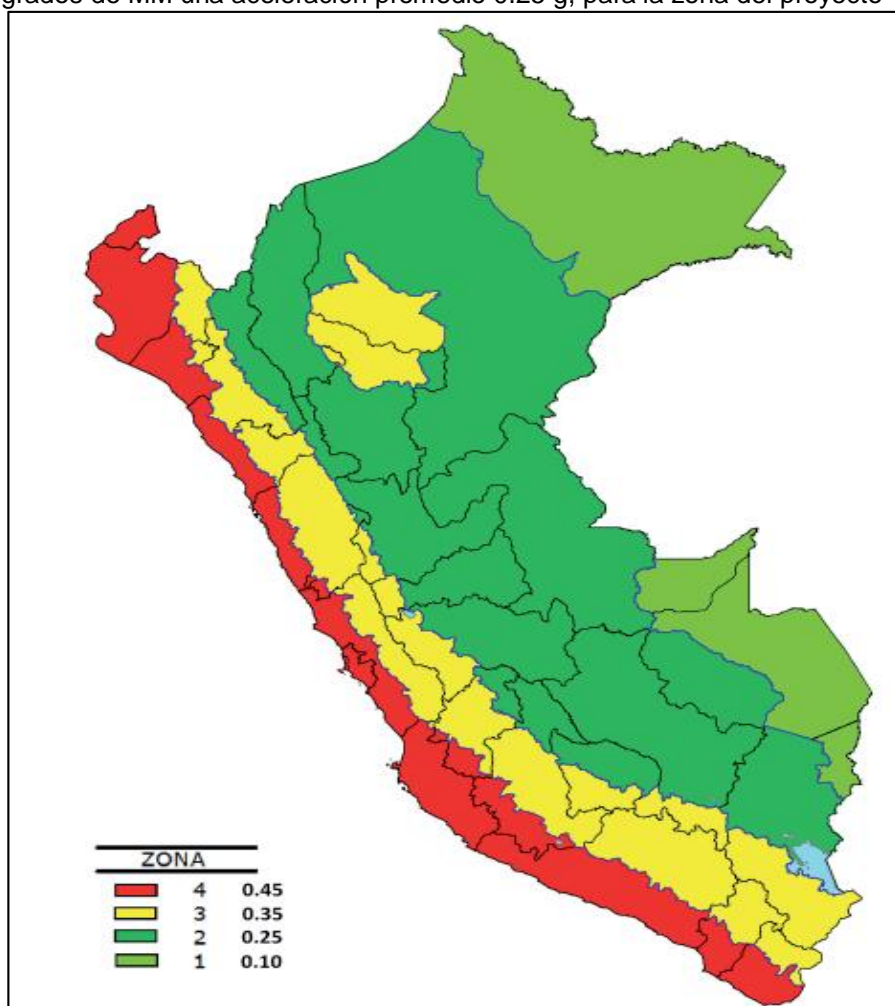 grados de MM una aceleración promedio 0.25 g, para la zona del proyecto
ZONA
4 0.45
3 0.35
2 0.25
1 0.10